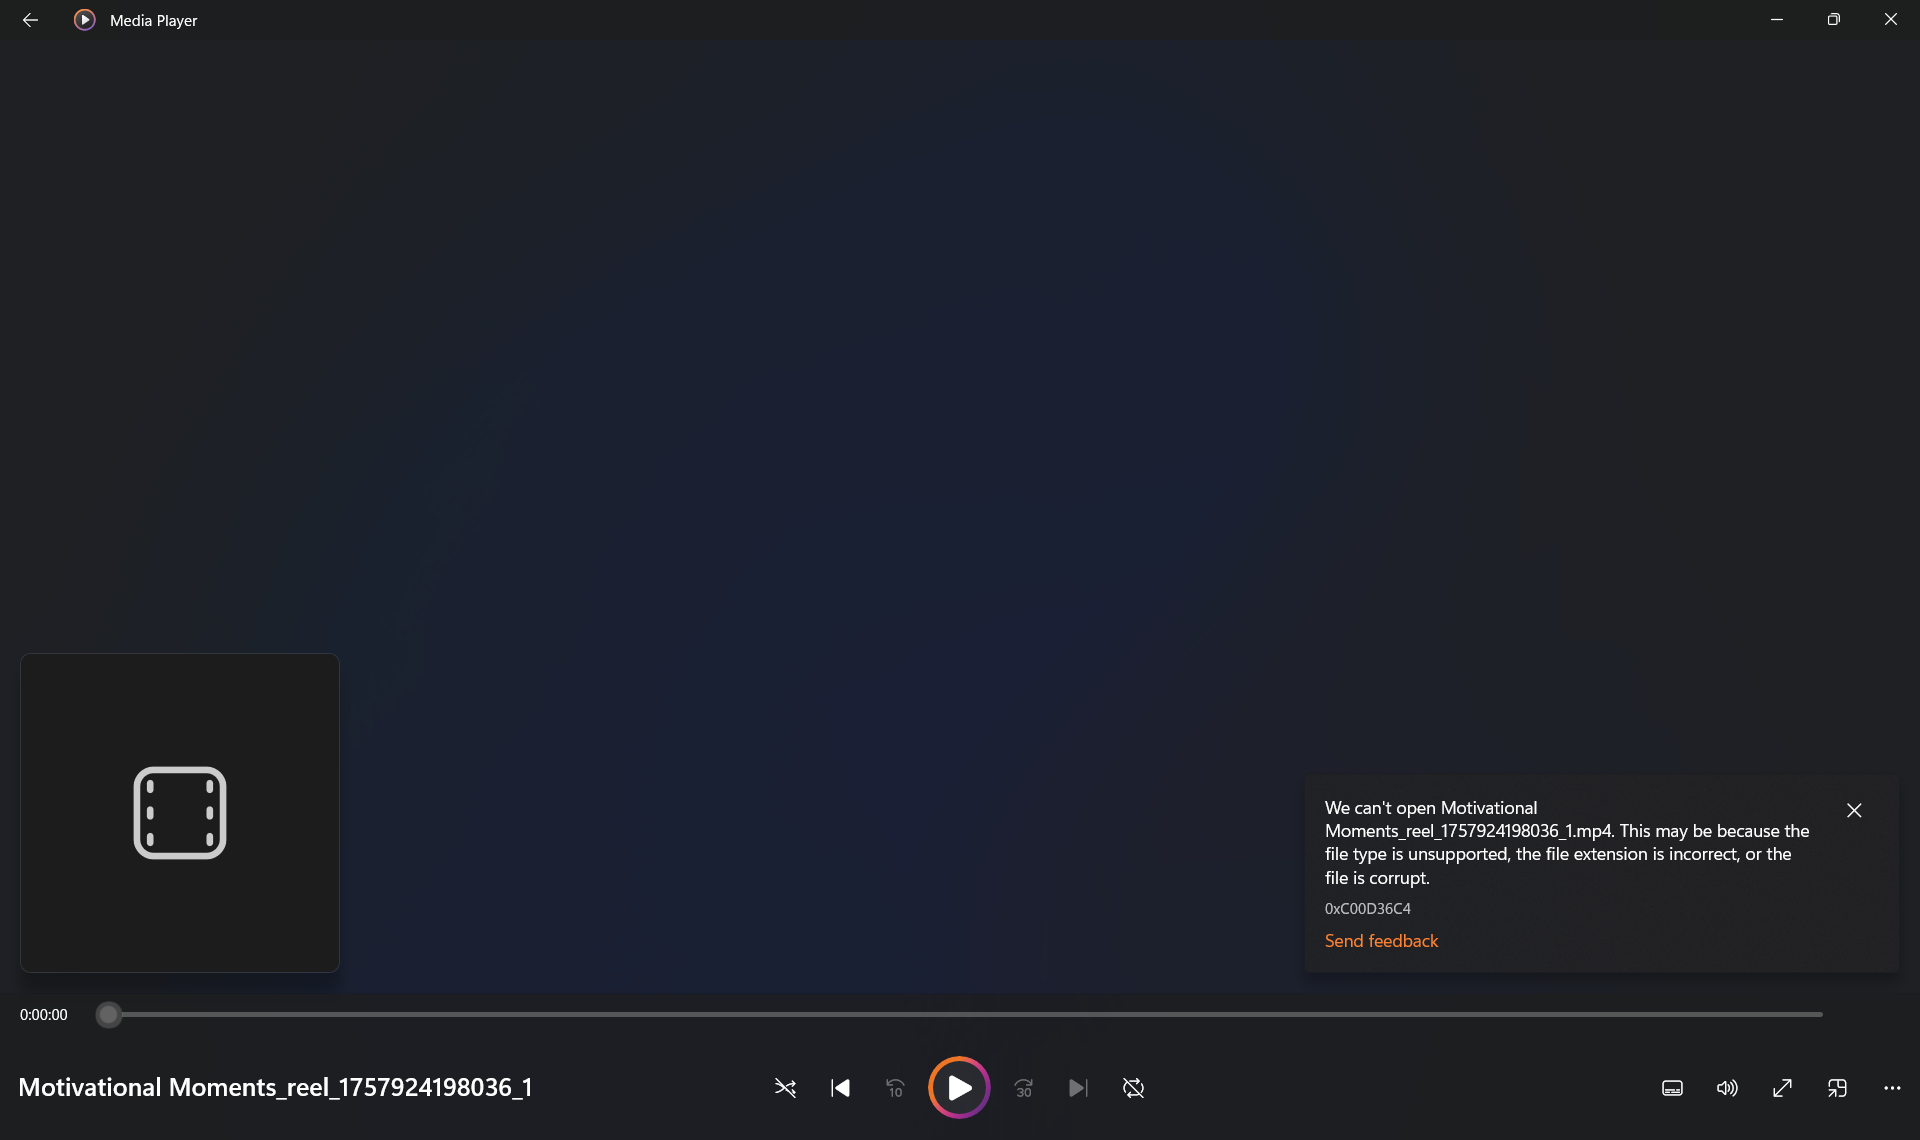 Media Player
We can't open Motivational
Moments_reel_1757924198036_1.mp4. This may be because the
file type is unsupported, the file extension is incorrect, or the
file is corrupt.
0xC00D36C4
Send feedback
0:00:00
Motivational Moments_reel_1757924198036_1
10
30